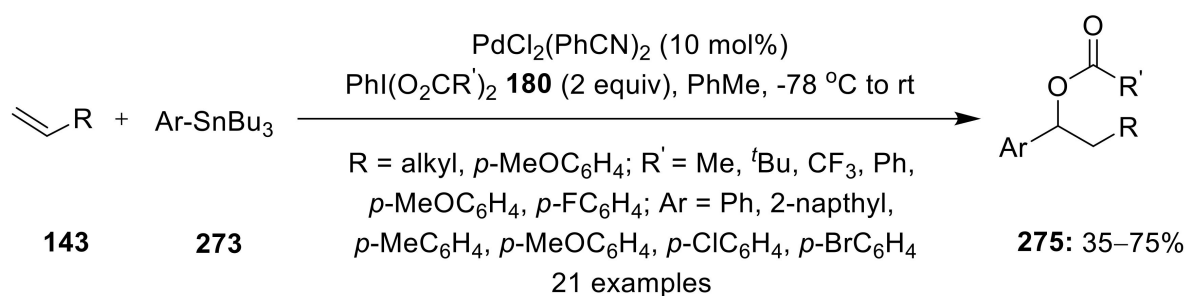 PdCl2(PhCN)2 (10 mol%)
PhI(O2CR')2 180 (2 equiv), PhMe, -78 oC to rt
R + Ar-SnBu3
R = alkyl, p-MeOC6H4; R' = Me, tBu, CF3, Ph,
p-MeOC6H4, p-FC6H4; Ar = Ph, 2-napthyl,
p-MeC6H4, p-MeOC6H4, p-ClC6H4, p-BrC6H4
21 examples
143 273
O
O R'
Ar R
275: 35–75%